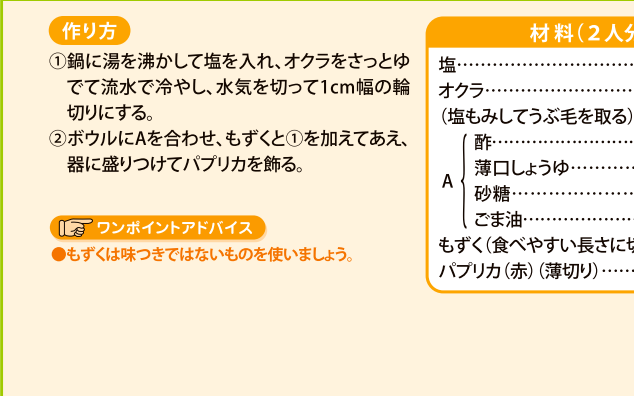 作り方
①鍋に湯を沸かして塩を入れ、オクラをさっとゆ
でて流水で冷やし、水気を切って1cm幅の輪
切りにする。
②ボウルにAを合わせ、もずくと①を加えてあえ、
器に盛りつけてパプリカを飾る。
ワンポイントアドバイス
●もずくは味つきではないものを使いましょう。
材料(2人分
塩……………………………
オクラ…………………………
(塩もみしてうぶ毛を取る)
A
酢………………………
薄口しょうゆ…………
砂糖…………………
ごま油…………………
もずく(食べやすい長さに切
パプリカ(赤)(薄切り)……